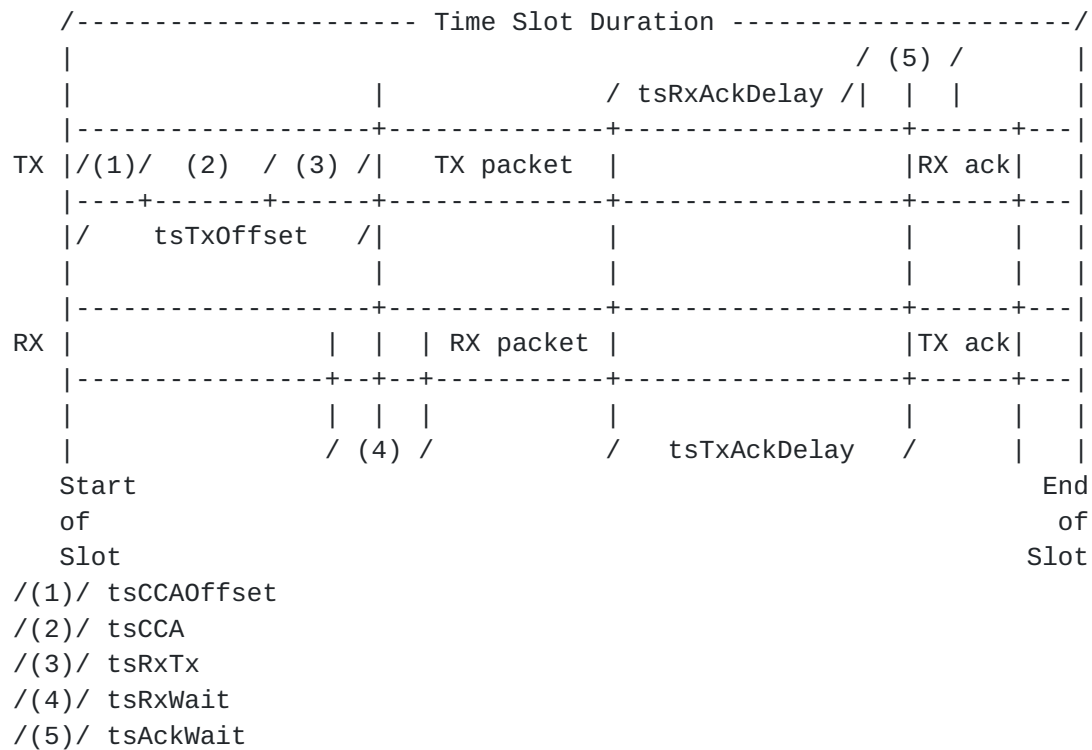 /---------------------- Time Slot Duration ----------------------/
|                                                  / (5) /       |
|                   |              / tsRxAckDelay /|  |  |       |
|-------------------+--------------+------------------+------+---|
TX |/(1)/  (2)  / (3) /|   TX packet  |                  |RX ack|   |
|----+-------+------+--------------+------------------+------+---|
|/    tsTxOffset   /|              |                  |      |   |
|                   |              |                  |      |   |
|-------------------+--------------+------------------+------+---|
RX |                |  |  | RX packet |                  |TX ack|   |
|----------------+--+--+-----------+------------------+------+---|
|                |  |  |           |                  |      |   |
|                / (4) /           /   tsTxAckDelay   /      |   |
Start                                                          End
of                                                              of
Slot                                                          Slot
/(1)/ tsCCAOffset
/(2)/ tsCCA
/(3)/ tsRxTx
/(4)/ tsRxWait
/(5)/ tsAckWait